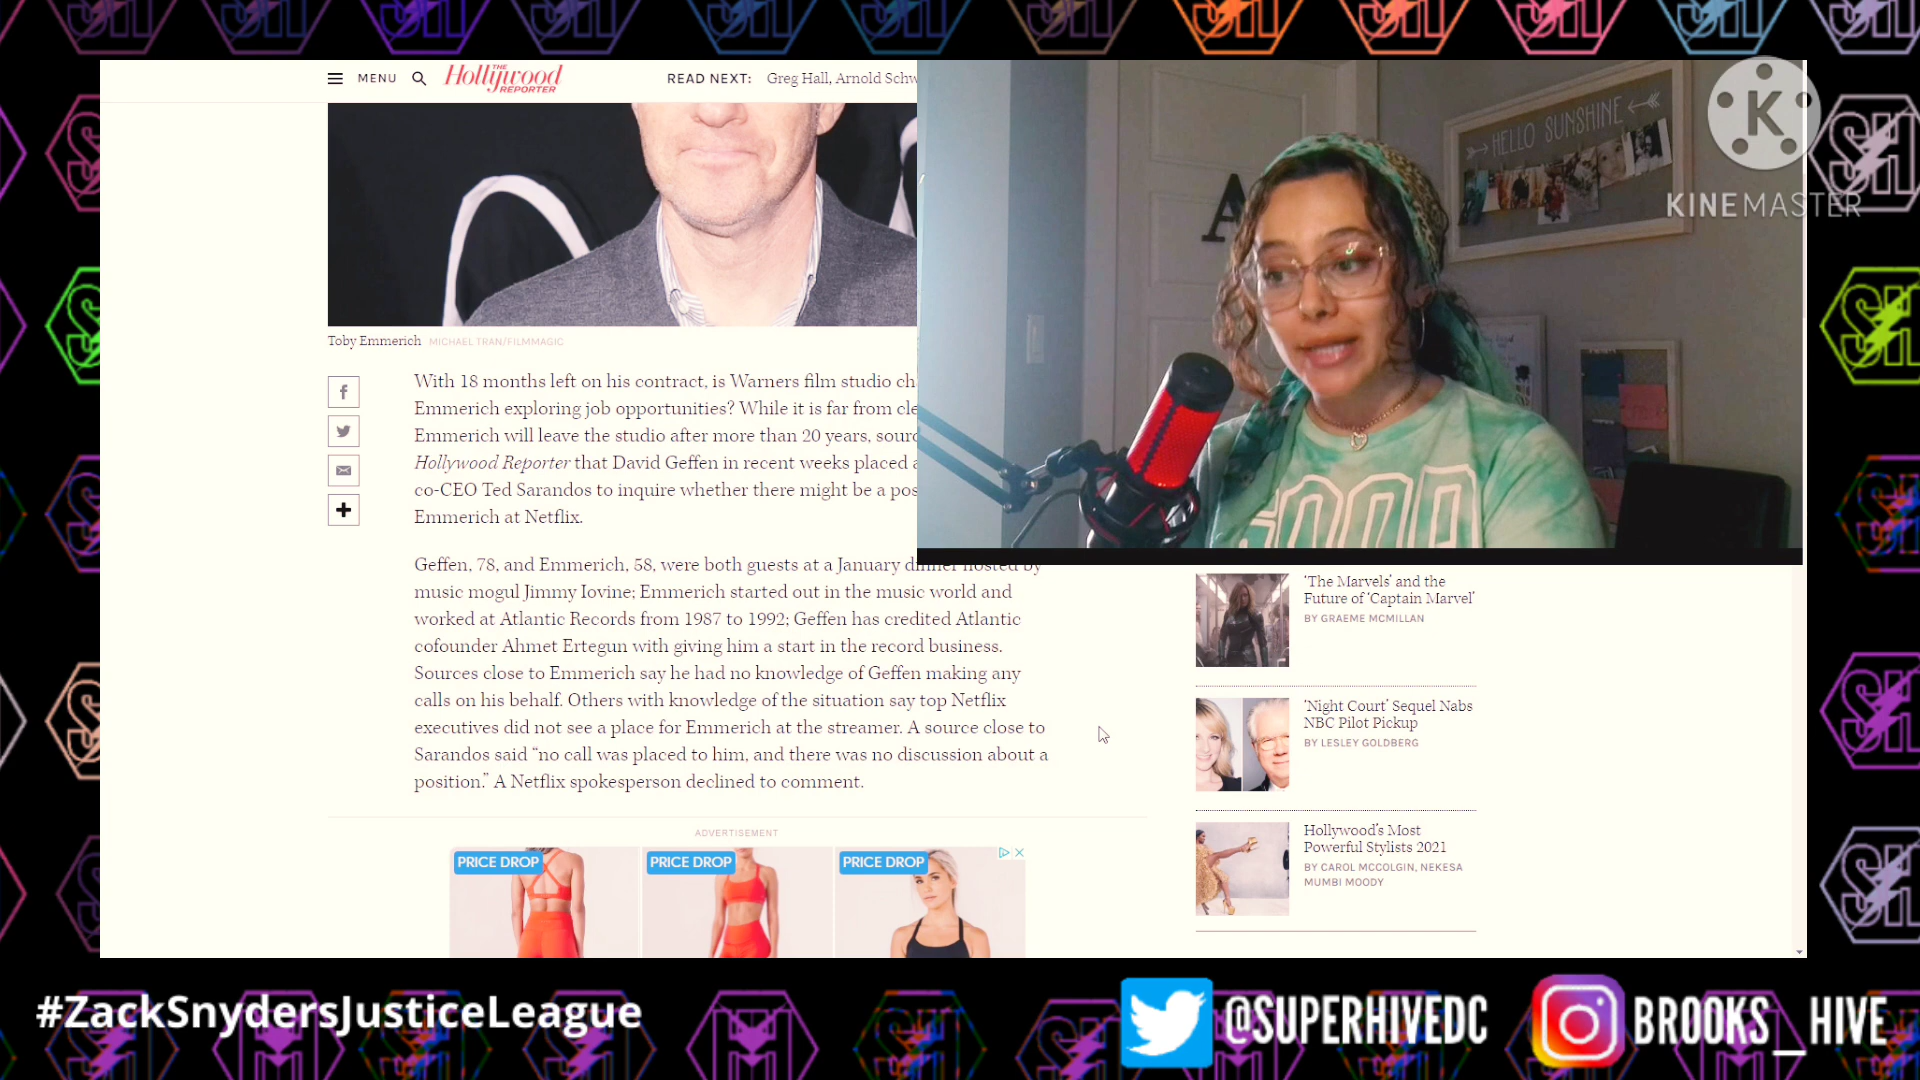 MENU
THE
Hollywood
REPORTER
READ NEXT: Greg Hall, Arnold Schw
HELLO SUNSHINE
A
K
KINEMASTER
Toby Emmerich MICHAEL TRAN/FILMMAGIC
With 18 months left on his contract, is Warners film studio ch
Emmerich exploring job opportunities? While it is far from cle
Emmerich will leave the studio after more than 20 years, sourc
Hollywood Reporter that David Geffen in recent weeks placed a
co-CEO Ted Sarandos to inquire whether there might be a pos
Emmerich at Netflix.
Geffen, 78, and Emmerich, 58, were both guests at a January dinner hosted by
music mogul Jimmy Iovine; Emmerich started out in the music world and
worked at Atlantic Records from 1987 to 1992; Geffen has credited Atlantic
cofounder Ahmet Ertegun with giving him a start in the record business.
Sources close to Emmerich say he had no knowledge of Geffen making any
calls on his behalf. Others with knowledge of the situation say top Netflix
executives did not see a place for Emmerich at the streamer. A source close to
Sarandos said “no call was placed to him, and there was no discussion about a
position.” A Netflix spokesperson declined to comment.
‘The Marvels’ and the
Future of ‘Captain Marvel’
BY GRAEME MCMILLAN
‘Night Court’ Sequel Nabs
NBC Pilot Pickup
BY LESLEY GOLDBERG
Hollywood’s Most
Powerful Stylists 2021
BY CAROL MCCOLGIN, NEKESA
MUMBI MOODY
ADVERTISEMENT
PRICE DROP
PRICE DROP
PRICE DROP
#ZackSnydersJusticeLeague
@SUPERHIVEDC
BROOKS_HIVE